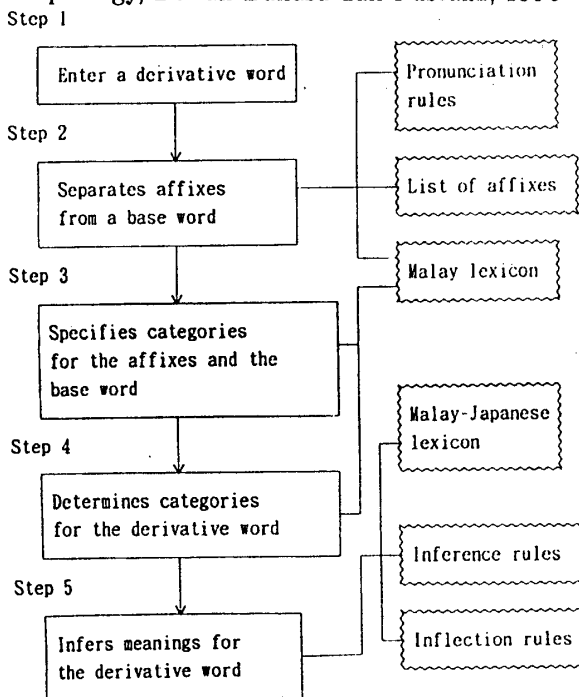 Step 1
Enter a derivative word
Pronunciation
rules
Step 2
Separates affixes
from a base word
List of affixes
Malay lexicon
Step 3
Specifies categories
for the affixes and the
base word
Malay-Japanese
lexicon
Step 4
Determines categories
for the derivative word
Inference rules
Step 5
Infers meanings for
the derivative word
Inflection rules